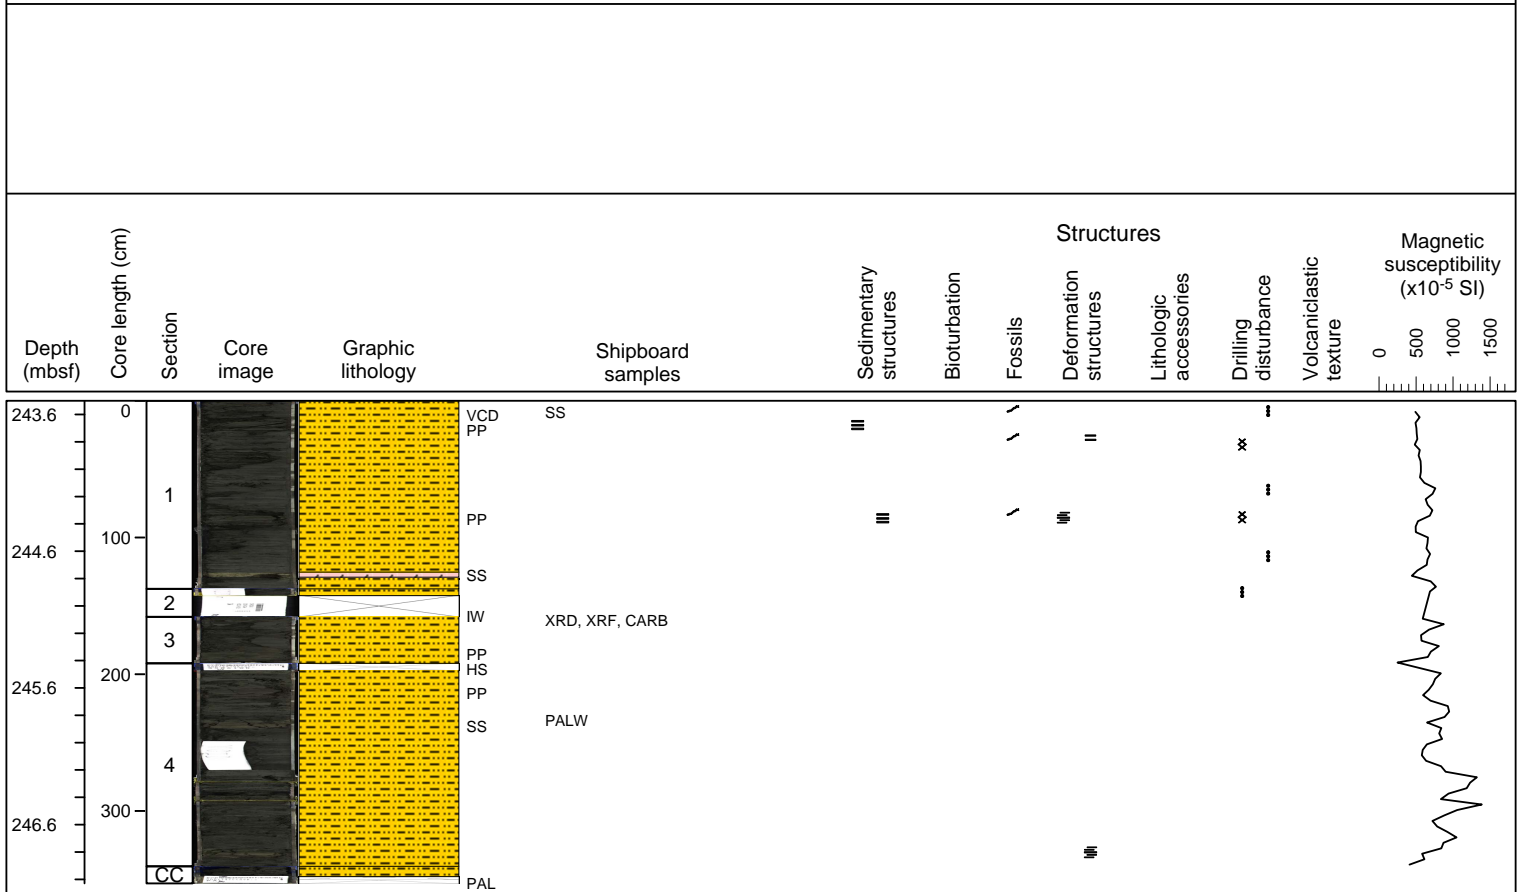 Structures
Magnetic
susceptibility
(x10-5 SI)
Depth
(mbsf)
Core length (cm)
Section
Core
image
Graphic
lithology
Shipboard
samples
Sedimentary
structures
Bioturbation
Fossils
Deformation
structures
Lithologic
accessories
Drilling
disturbance
Volcaniclastic
texture
0
500
1000
1500
243.6
0
VCD
SS
PP
1
PP
100
244.6
SS
2
IW
XRD, XRF, CARB
3
PP
HS
200
245.6
PP
PALW
SS
4
300
246.6
CC
PAL